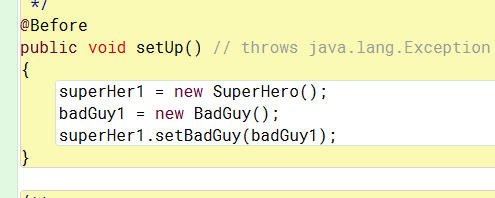 */
@Before
public void setUp() // throws java.lang.Exception
{
superHer1 = new SuperHero();
badGuy1 = new BadGuy();
superHer1.setBadGuy(badGuy1);
}